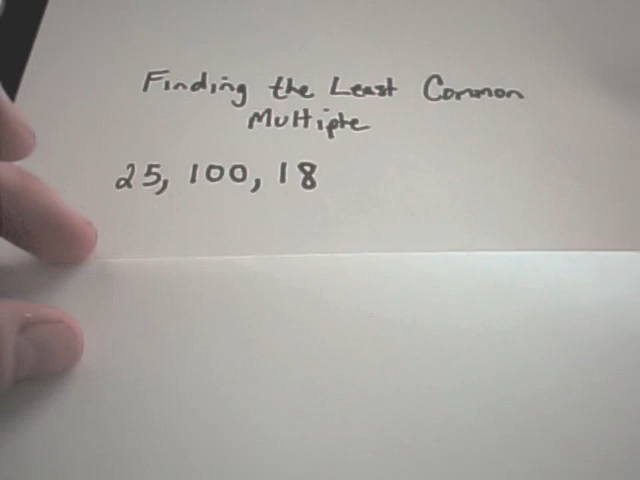 Finding the Least Common
Multiple
25, 100, 18